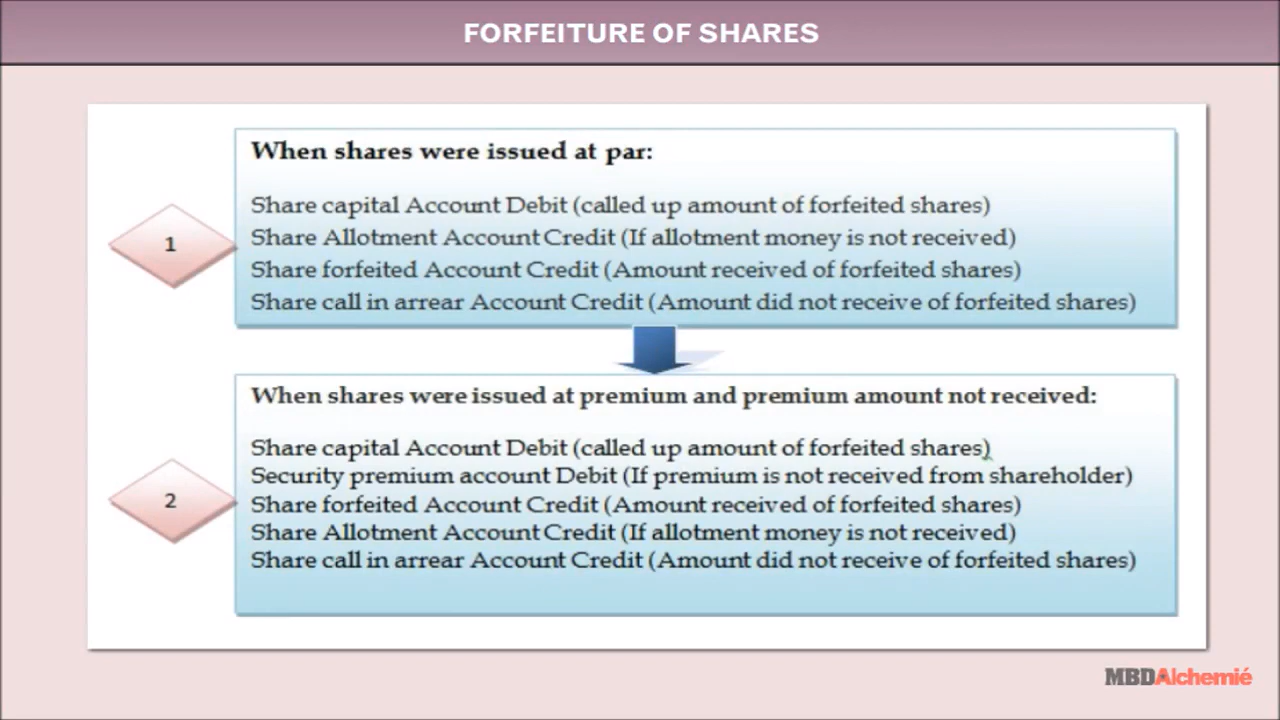 FORFEITURE OF SHARES
When shares were issued at par:
1
Share capital Account Debit (called up amount of forfeited shares)
Share Allotment Account Credit (If allotment money is not received)
Share forfeited Account Credit (Amount received of forfeited shares)
Share call in arrear Account Credit (Amount did not receive of forfeited shares)
When shares were issued at premium and premium amount not received:
2
Share capital Account Debit (called up amount of forfeited shares)
Security premium account Debit (If premium is not received from shareholder)
Share forfeited Account Credit (Amount received of forfeited shares)
Share Allotment Account Credit (If allotment money is not received)
Share call in arrear Account Credit (Amount did not receive of forfeited shares)
MBDAlchemié